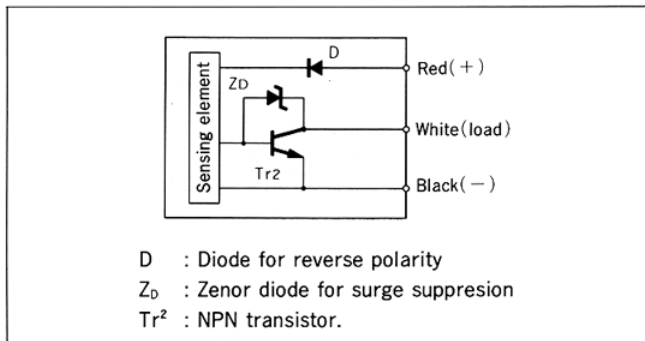 D
Red(+)
ZD
Sensing element
White(load)
Tr2
Black(−)
D : Diode for reverse polarity
ZD : Zenor diode for surge suppresion
Tr² : NPN transistor.